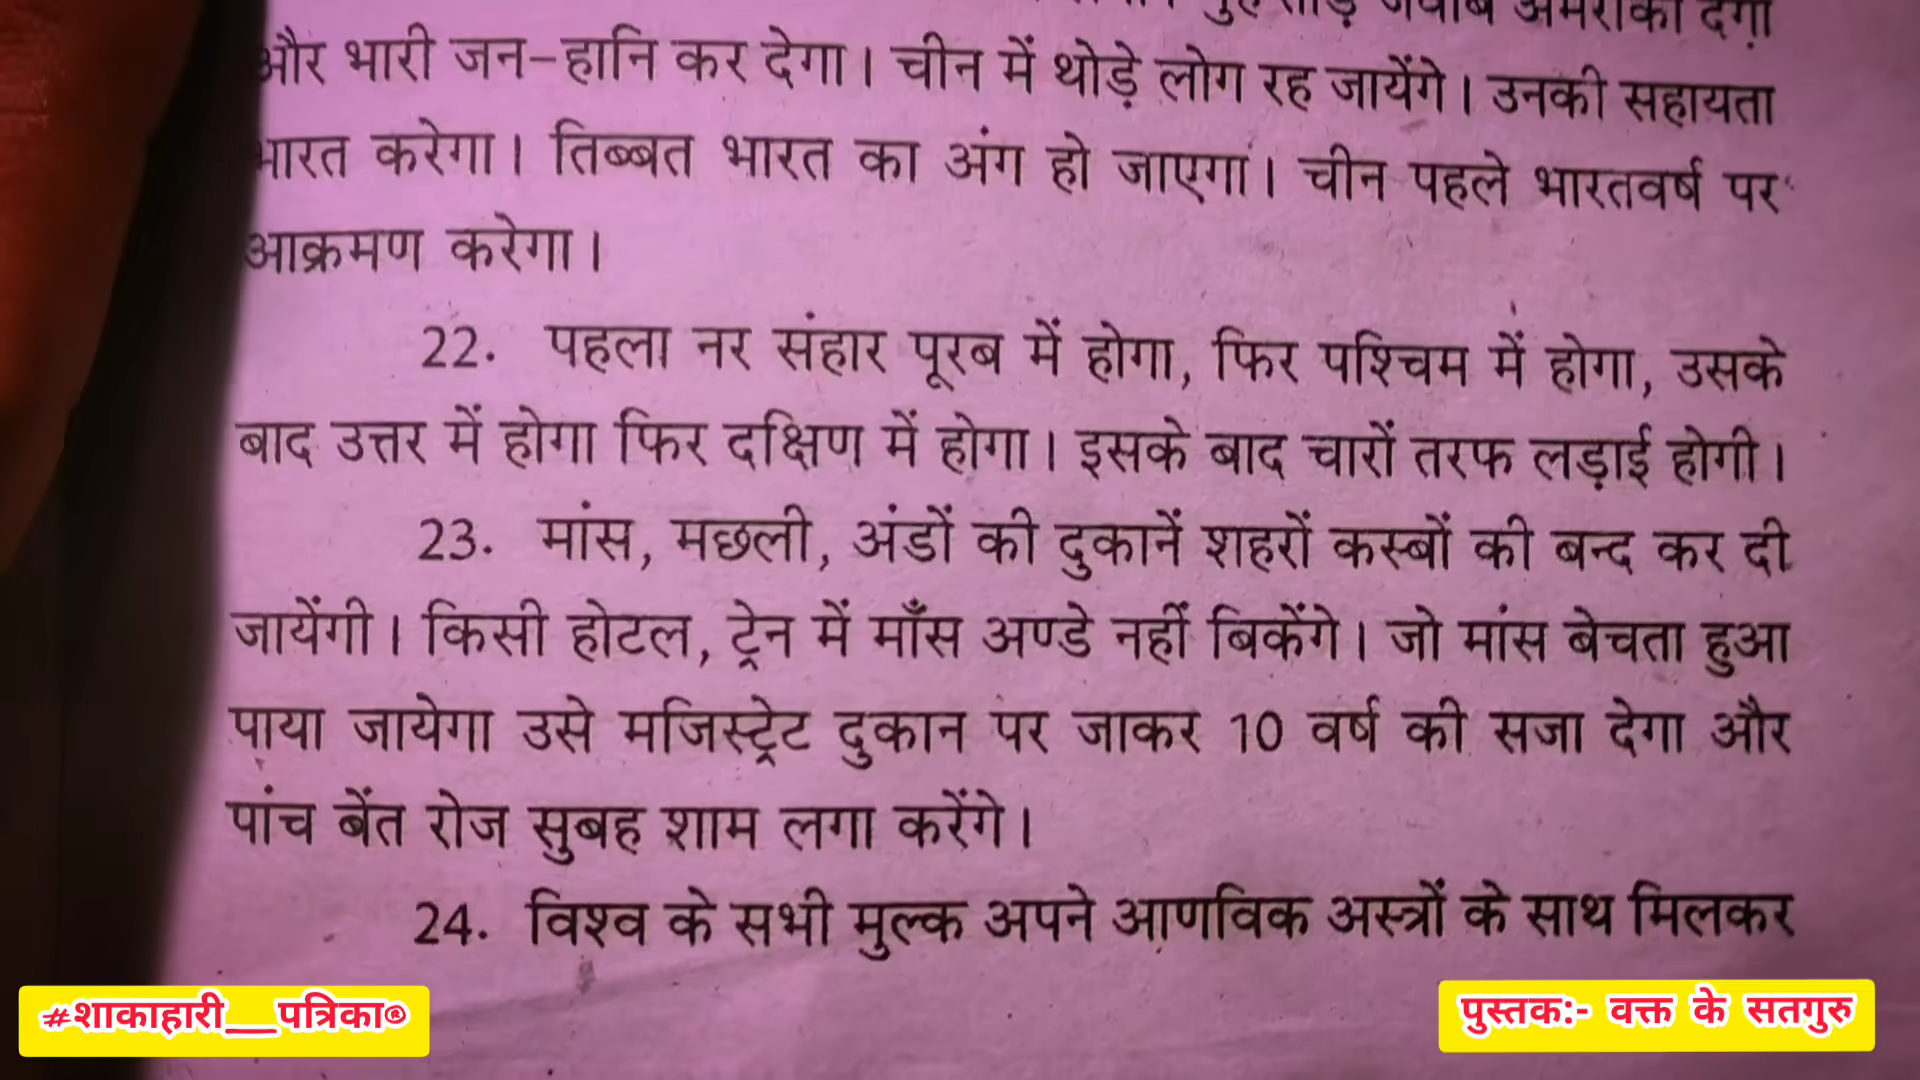 मुंह तोड़ जवाब अमेरीका देगा
और भारी जन-हानि कर देगा। चीन में थोड़े लोग रह जायेंगे। उनकी सहायता
भारत करेगा। तिब्बत भारत का अंग हो जाएगा। चीन पहले भारतवर्ष पर
आक्रमण करेगा।
22. पहला नर संहार पूरब में होगा, फिर पश्चिम में होगा, उसके
बाद उत्तर में होगा फिर दक्षिण में होगा। इसके बाद चारों तरफ लड़ाई होगी।
23. मांस, मछली, अंडों की दुकानें शहरों कस्बों की बन्द कर दी
जायेंगी। किसी होटल, ट्रेन में माँस अण्डे नहीं बिकेंगे। जो मांस बेचता हुआ
पाया जायेगा उसे मजिस्ट्रेट दुकान पर जाकर 10 वर्ष की सजा देगा और
पांच बेंत रोज सुबह शाम लगा करेंगे।
24. विश्व के सभी मुल्क अपने आणविक अस्त्रों के साथ मिलकर
#शाकाहारी__पत्रिका®
पुस्तक:- वक्त के सतगुरु